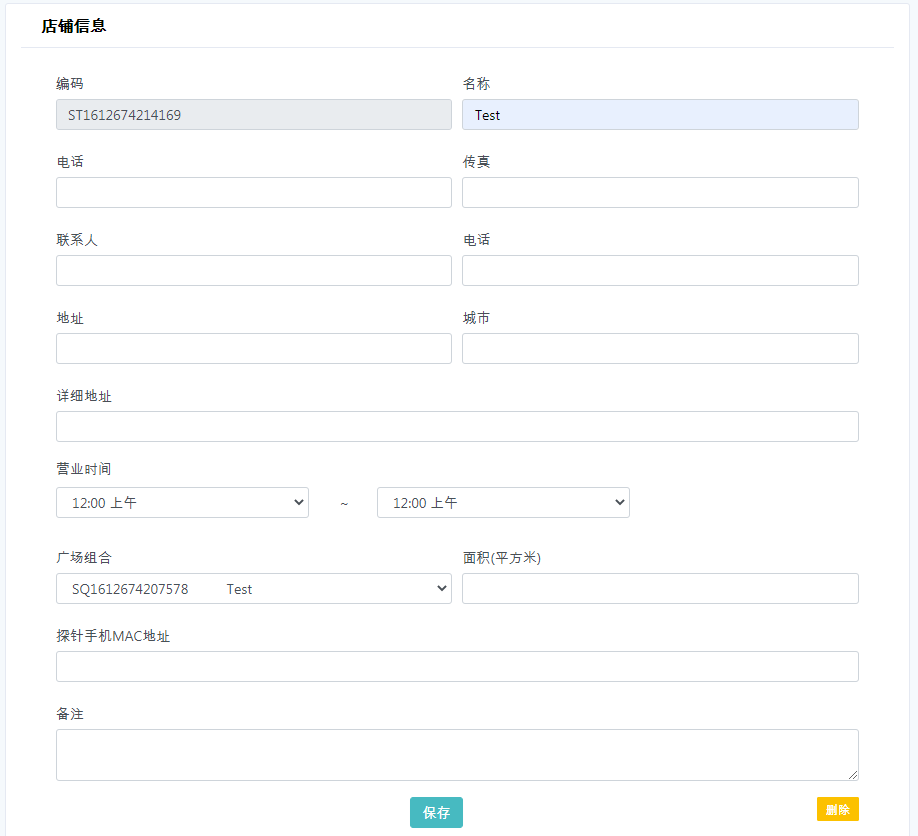 店铺信息
编码 名称
ST1612674214169 Test
电话 传真
联系人 电话
地址 城市
详细地址
营业时间
12:00 上午 ~ 12:00 上午
广场组合 面积(平方米)
SQ1612674207578 Test
探针手机MAC地址
备注
保存 删除